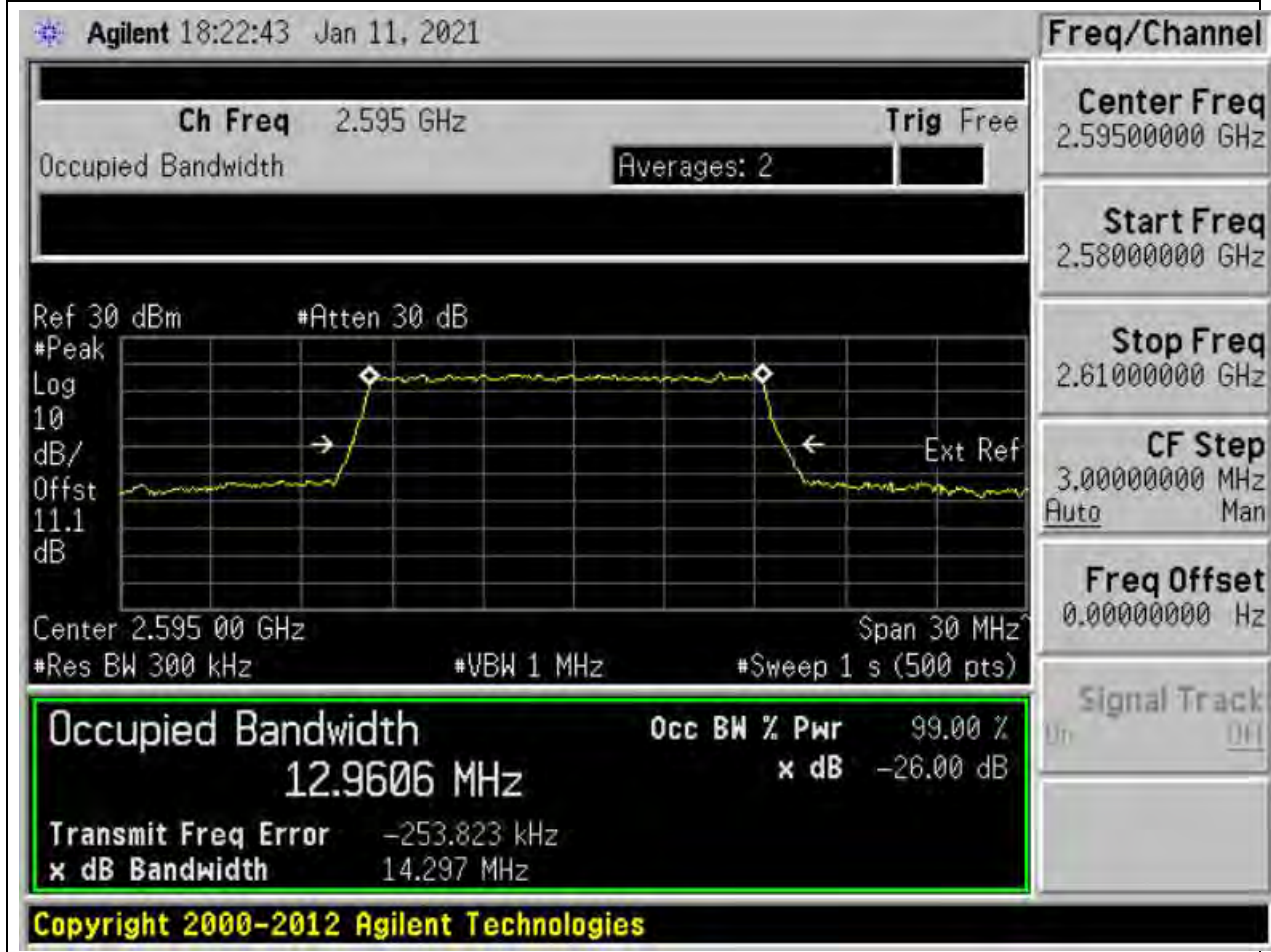 Agilent 18:22:43 Jan 11, 2021
Freq/Channel
Ch Freq 2.595 GHz Trig Free
Occupied Bandwidth Averages: 2
Center Freq
2.59500000 GHz
Start Freq
2.58000000 GHz
Stop Freq
2.61000000 GHz
CF Step
3.00000000 MHz
Auto Man
Freq Offset
0.00000000 Hz
Signal Track
On Off
Ref 30 dBm #Atten 30 dB
#Peak
Log
10
dB/
Offst
11.1
dB
Ext Ref
Center 2.595 00 GHz Span 30 MHz^
#Res BW 300 kHz #VBW 1 MHz #Sweep 1 s (500 pts)
Occupied Bandwidth
12.9606 MHz
Occ BW % Pwr 99.00 %
x dB -26.00 dB
Transmit Freq Error -253.823 kHz
x dB Bandwidth 14.297 MHz
Copyright 2000-2012 Agilent Technologies